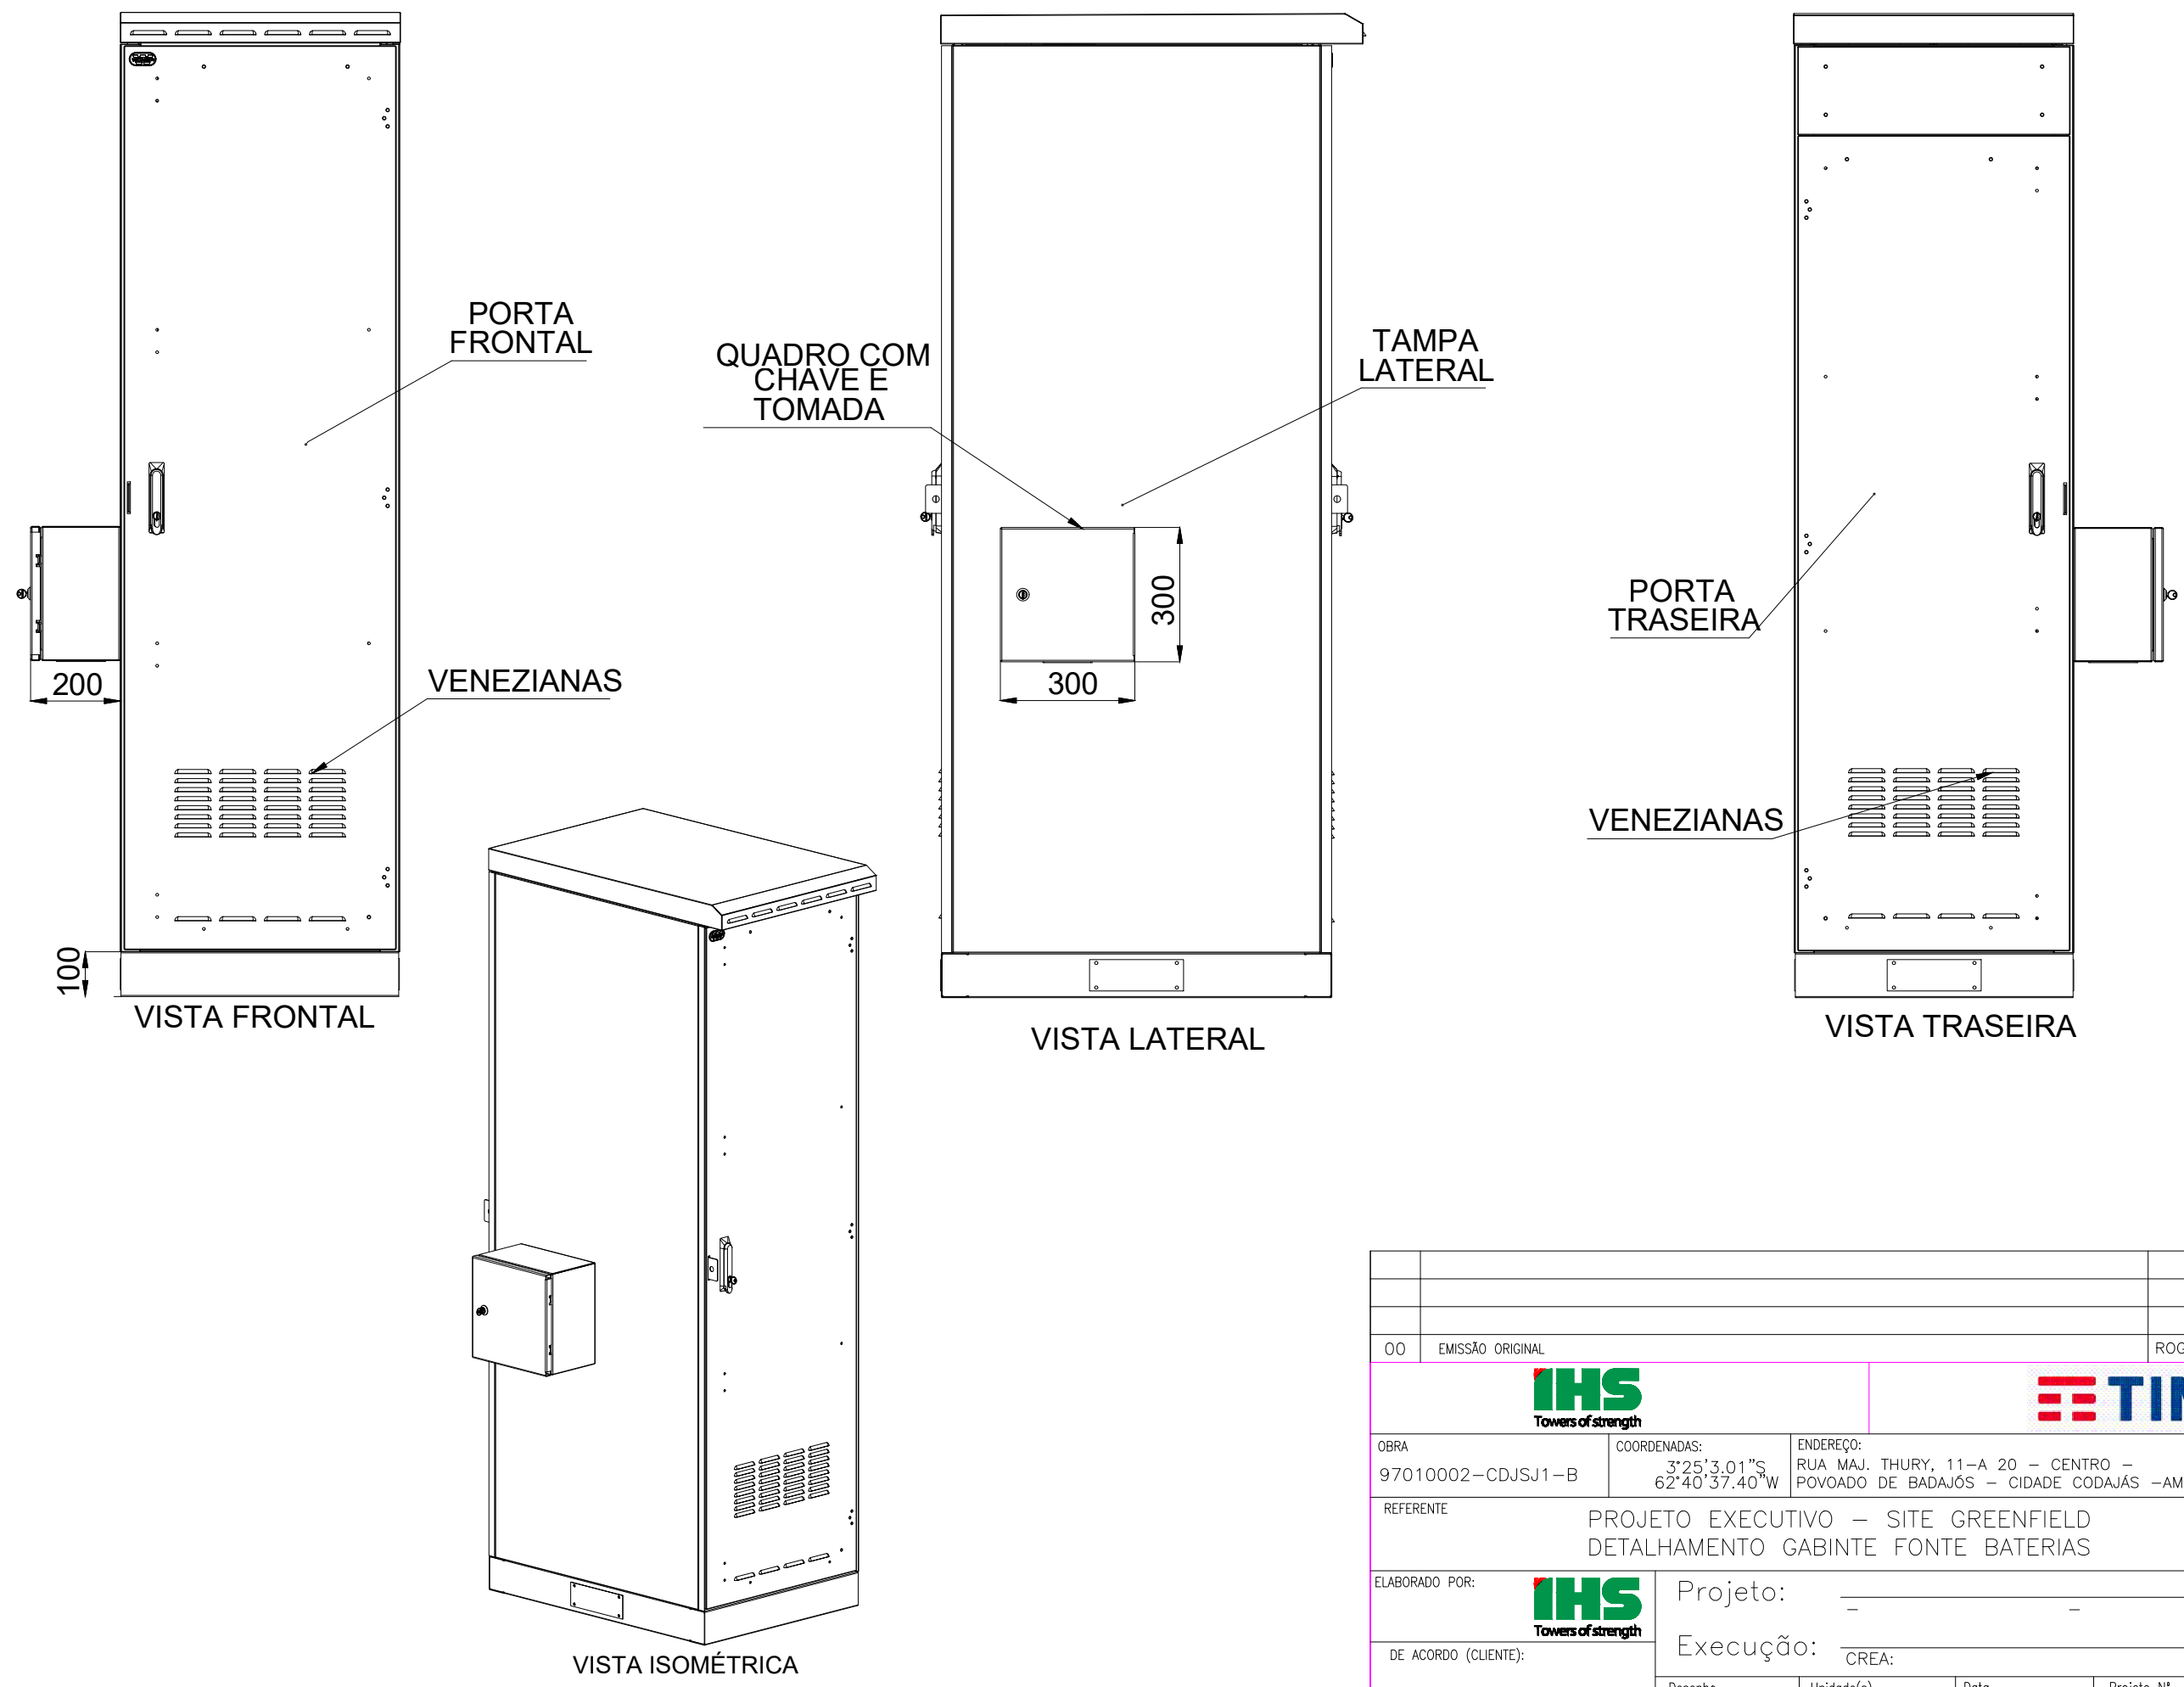 PORTA
FRONTAL
QUADRO COM
CHAVE E
TOMADA
TAMPA
LATERAL
PORTA
TRASEIRA
300
200
300
VENEZIANAS
VENEZIANAS
100
VISTA FRONTAL
VISTA LATERAL
VISTA TRASEIRA
VISTA ISOMÉTRICA
00 EMISSÃO ORIGINAL
IHS
Towers of strength
OBRA
97010002-CDJSJ1-B
COORDENADAS:
3°25'3.01"S
62°40'37.40"W
ENDEREÇO:
RUA MAJ. THURY, 11-A 20 - CENTRO -
POVOADO DE BADAJÓS - CIDADE CODAJÁS -AM
REFERENTE
PROJETO EXECUTIVO - SITE GREENFIELD
DETALHAMENTO GABINTE FONTE BATERIAS
ELABORADO POR:
IHS
Towers of strength
Projeto:
- -
Execução:
CREA:
DE ACORDO (CLIENTE):